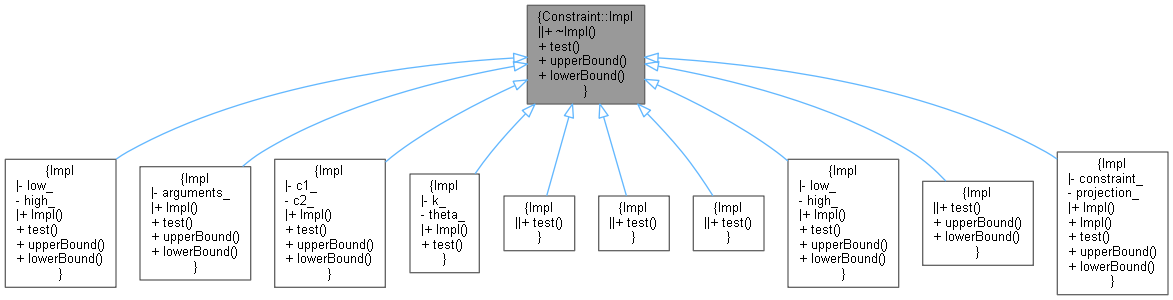 {Constraint::Impl
||+ ~Impl()
+ test()
+ upperBound()
+ lowerBound()
}
{Impl
|- low_
- high_
|+ Impl()
+ test()
+ upperBound()
+ lowerBound()
}
{Impl
|- arguments_
|+ Impl()
+ test()
+ upperBound()
+ lowerBound()
}
{Impl
|- c1_
- c2_
|+ Impl()
+ test()
+ upperBound()
+ lowerBound()
}
{Impl
|- k_
- theta_
|+ Impl()
+ test()
}
{Impl
||+ test()
}
{Impl
||+ test()
}
{Impl
||+ test()
}
{Impl
|- low_
- high_
|+ Impl()
+ test()
+ upperBound()
+ lowerBound()
}
{Impl
||+ test()
+ upperBound()
+ lowerBound()
}
{Impl
|- constraint_
- projection_
|+ Impl()
+ Impl()
+ test()
+ upperBound()
+ lowerBound()
}